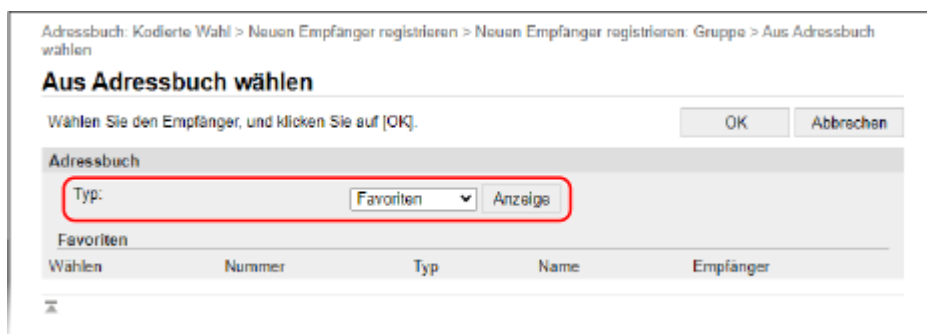 Adressbuch: Kodierte Wahl > Neuen Empfänger registrieren > Neuen Empfänger registrieren: Gruppe > Aus Adressbuch
wählen
Aus Adressbuch wählen
Wählen Sie den Empfänger, und klicken Sie auf [OK]. OK Abbrechen
Adressbuch
Typ: Favoriten Anzeige
Favoriten
Wählen Nummer Typ Name Empfänger